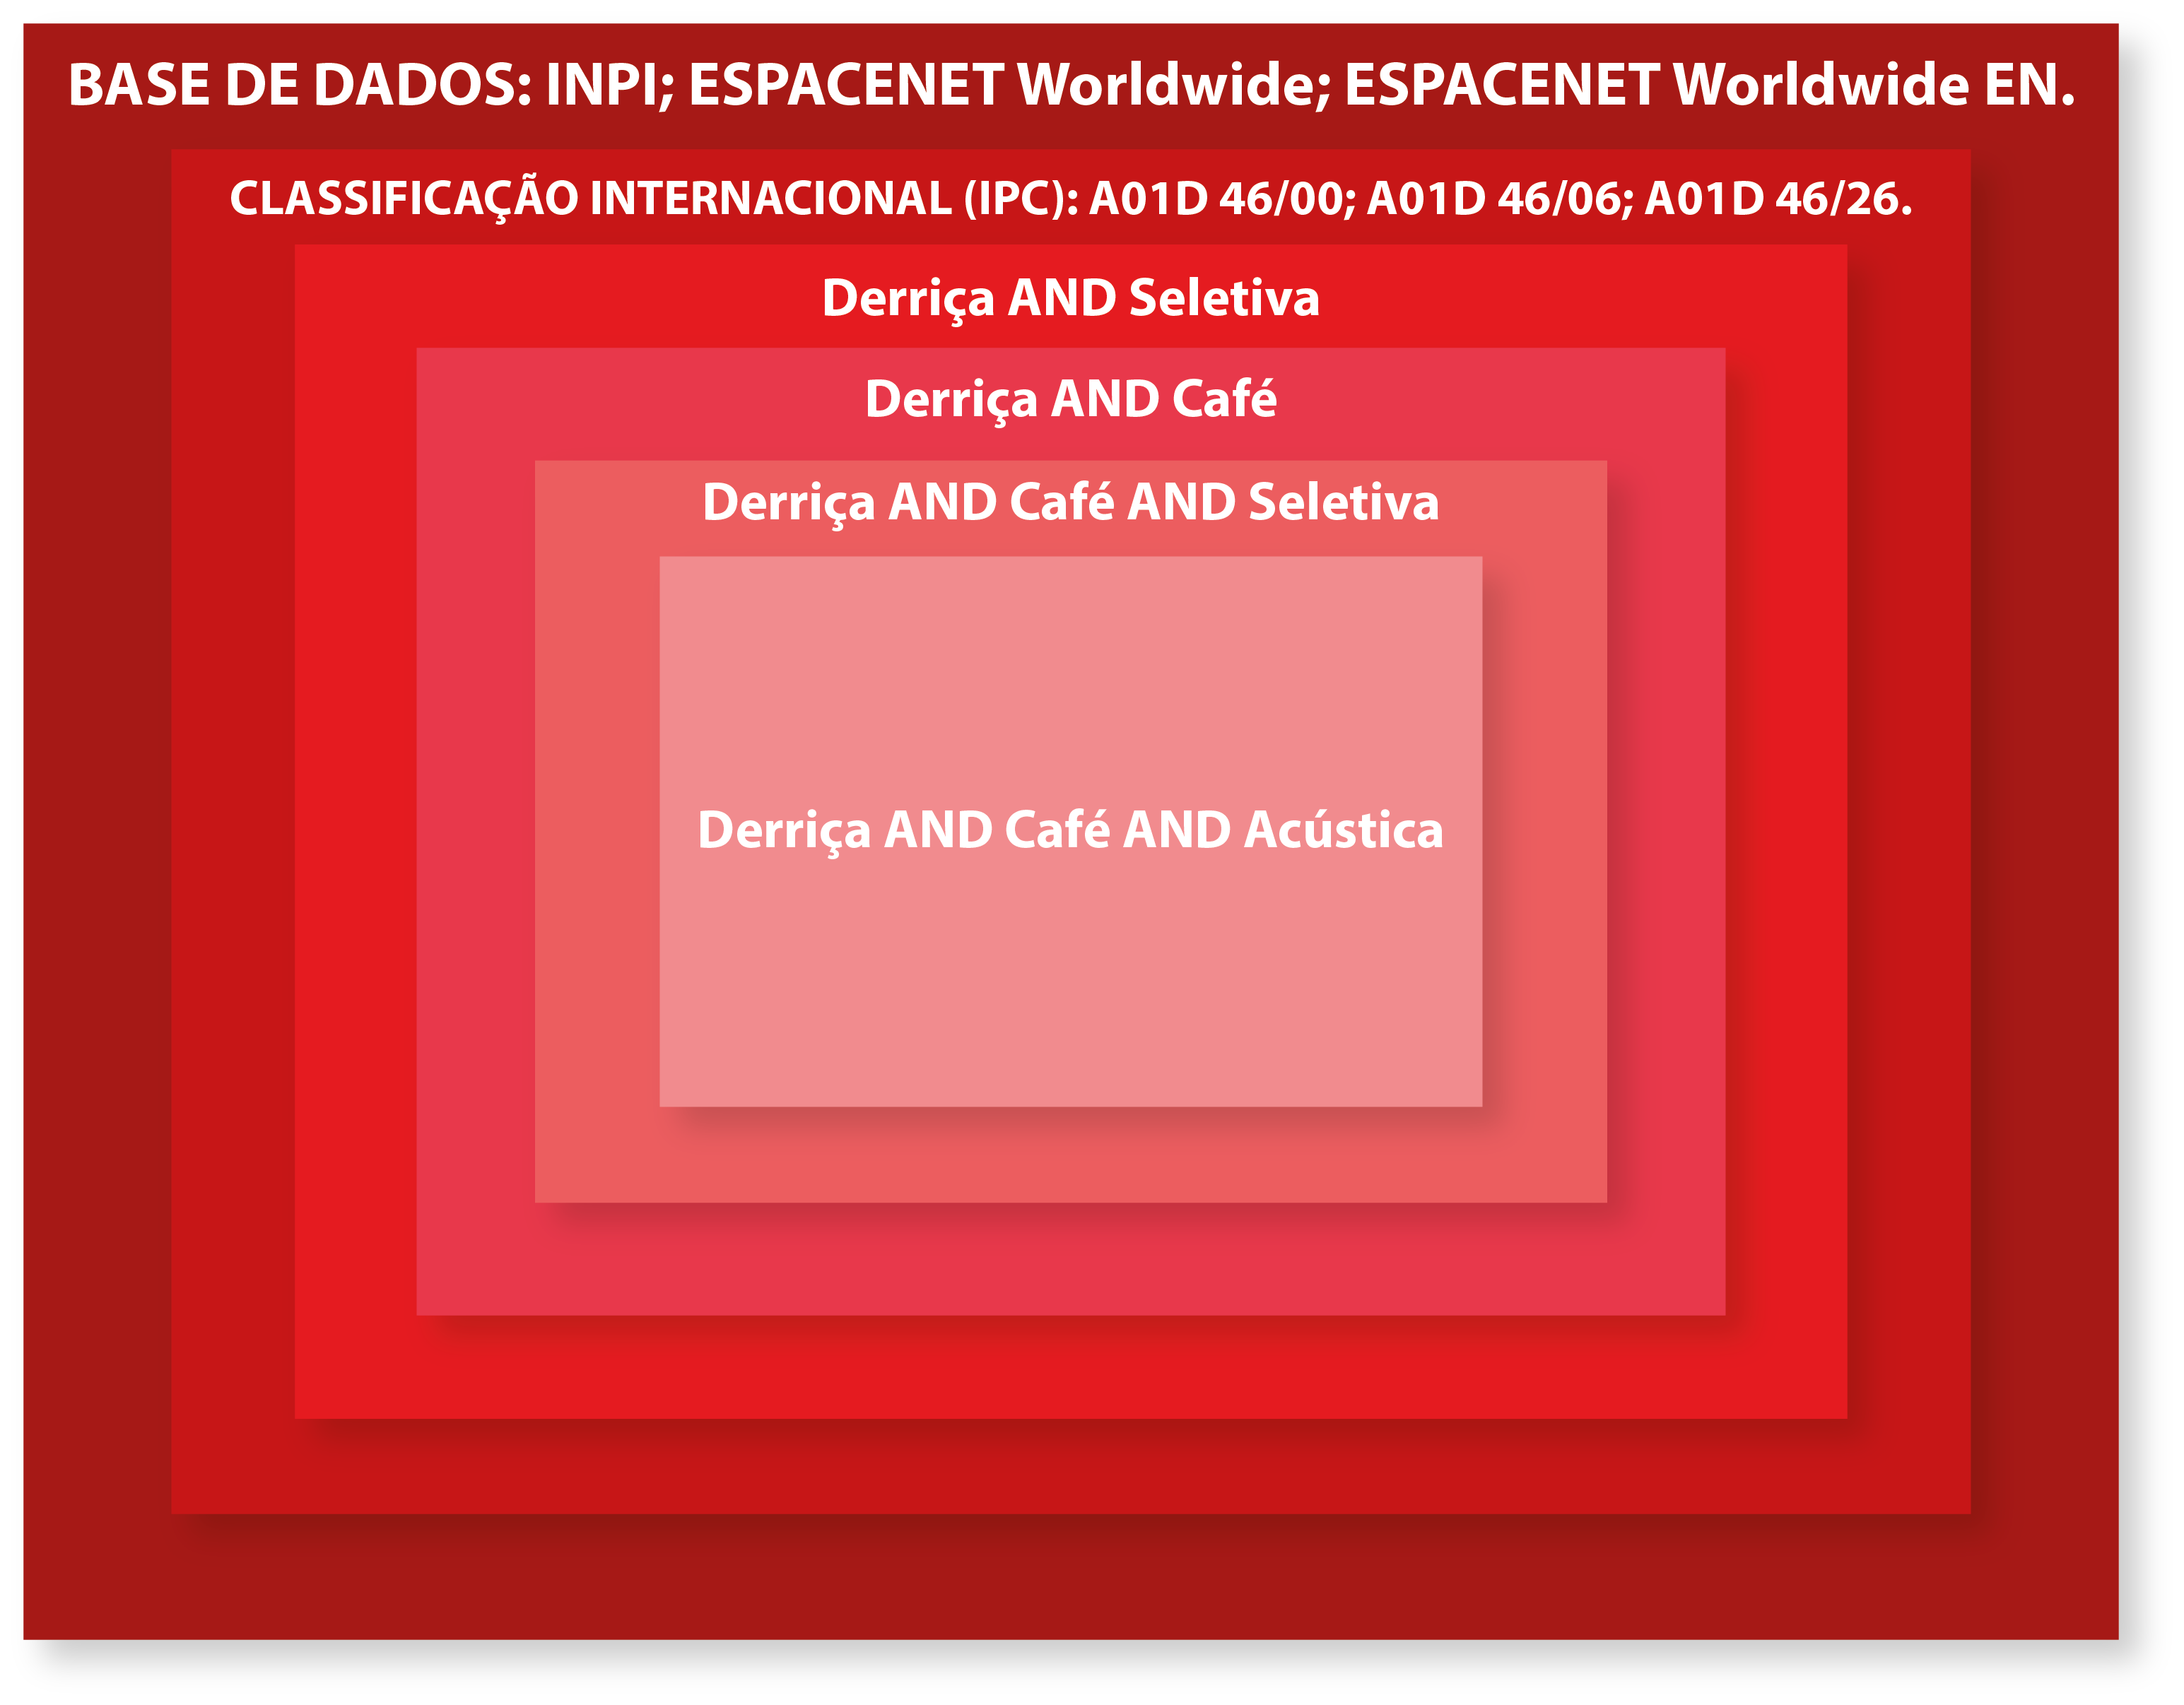 BASE DE DADOS: INPI; ESPACENET Worldwide; ESPACENET Worldwide EN.
CLASSIFICAÇÃO INTERNACIONAL (IPC): A01D 46/00; A01D 46/06; A01D 46/26.
Derriça AND Seletiva
Derriça AND Café
Derriça AND Café AND Seletiva
Derriça AND Café AND Acústica